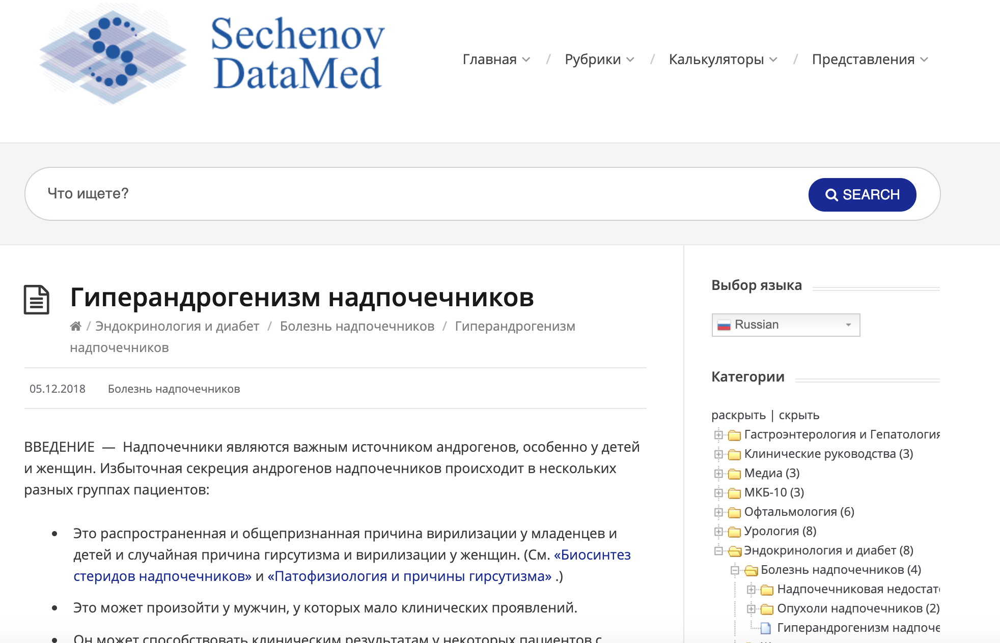 Sechenov
DataMed
Главная / Рубрики / Калькуляторы / Представления
Что ищете?
SEARCH
Гиперандрогенизм надпочечников
/ Эндокринология и диабет / Болезнь надпочечников / Гиперандрогенизм
надпочечников
05.12.2018 Болезнь надпочечников
ВВЕДЕНИЕ — Надпочечники являются важным источником андрогенов, особенно у детей
и женщин. Избыточная секреция андрогенов надпочечников происходит в нескольких
разных группах пациентов:
• Это распространенная и общепризнанная причина вирилизации у младенцев и
детей и случайная причина гирсутизма и вирилизации у женщин. (См. «Биосинтез
стеридов надпочечников» и «Патофизиология и причины гирсутизма» .)
• Это может произойти у мужчин, у которых мало клинических проявлений.
• Он может способствовать клиническим результатам у некоторых пациентов с
Выбор языка
Russian
Категории
раскрыть | скрыть
Гастроэнтерология и Гепатология
Клинические руководства (3)
Медиа (3)
МКБ-10 (3)
Офтальмология (6)
Урология (8)
Эндокринология и диабет (8)
Болезнь надпочечников (4)
Надпочечниковая недостат
Опухоли надпочечников (2)
Гиперандрогенизм надпоче